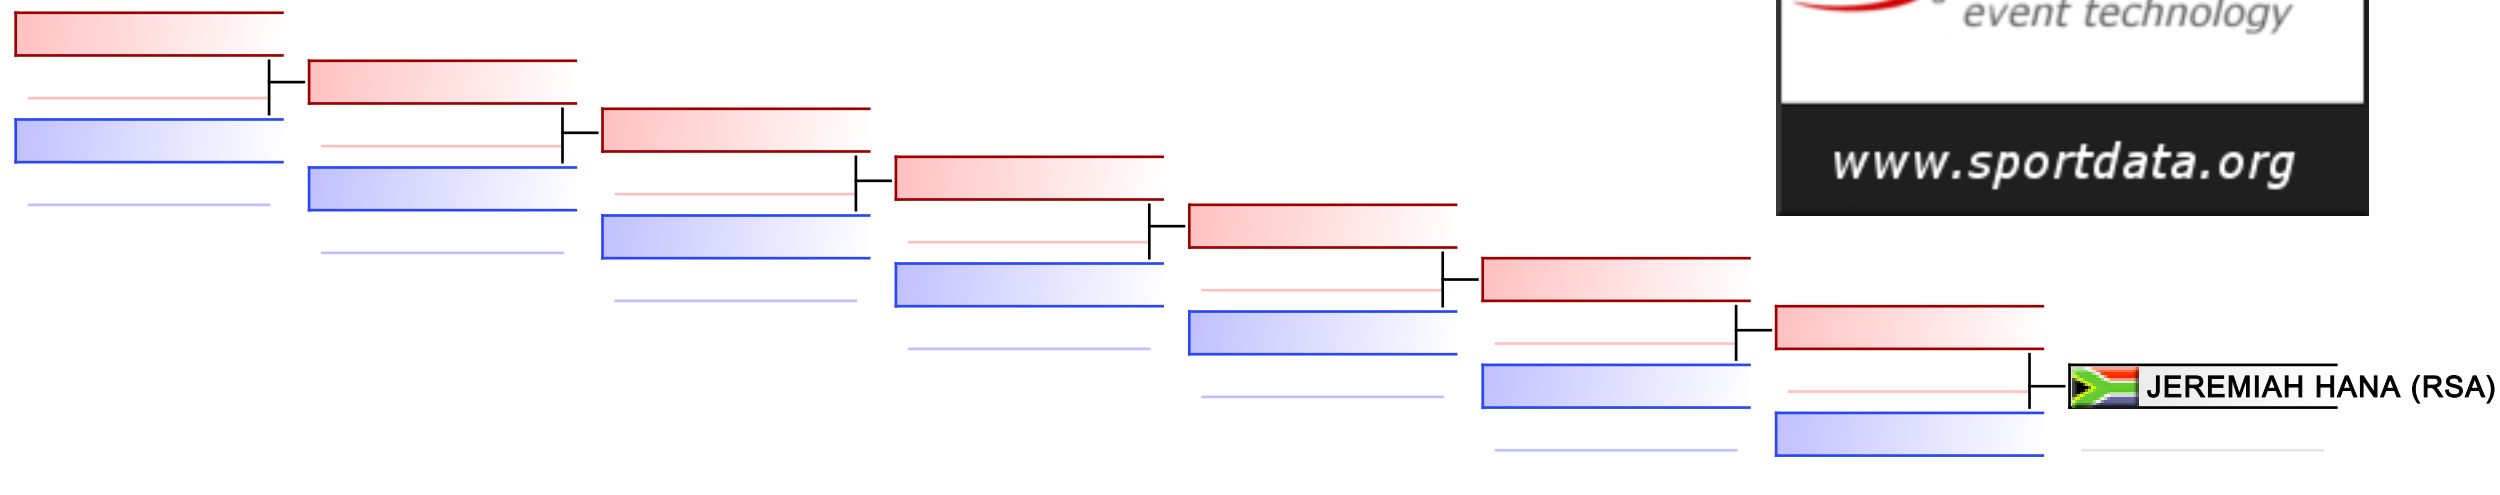 event technology
www.sportdata.org
JEREMIAH HANA (RSA)